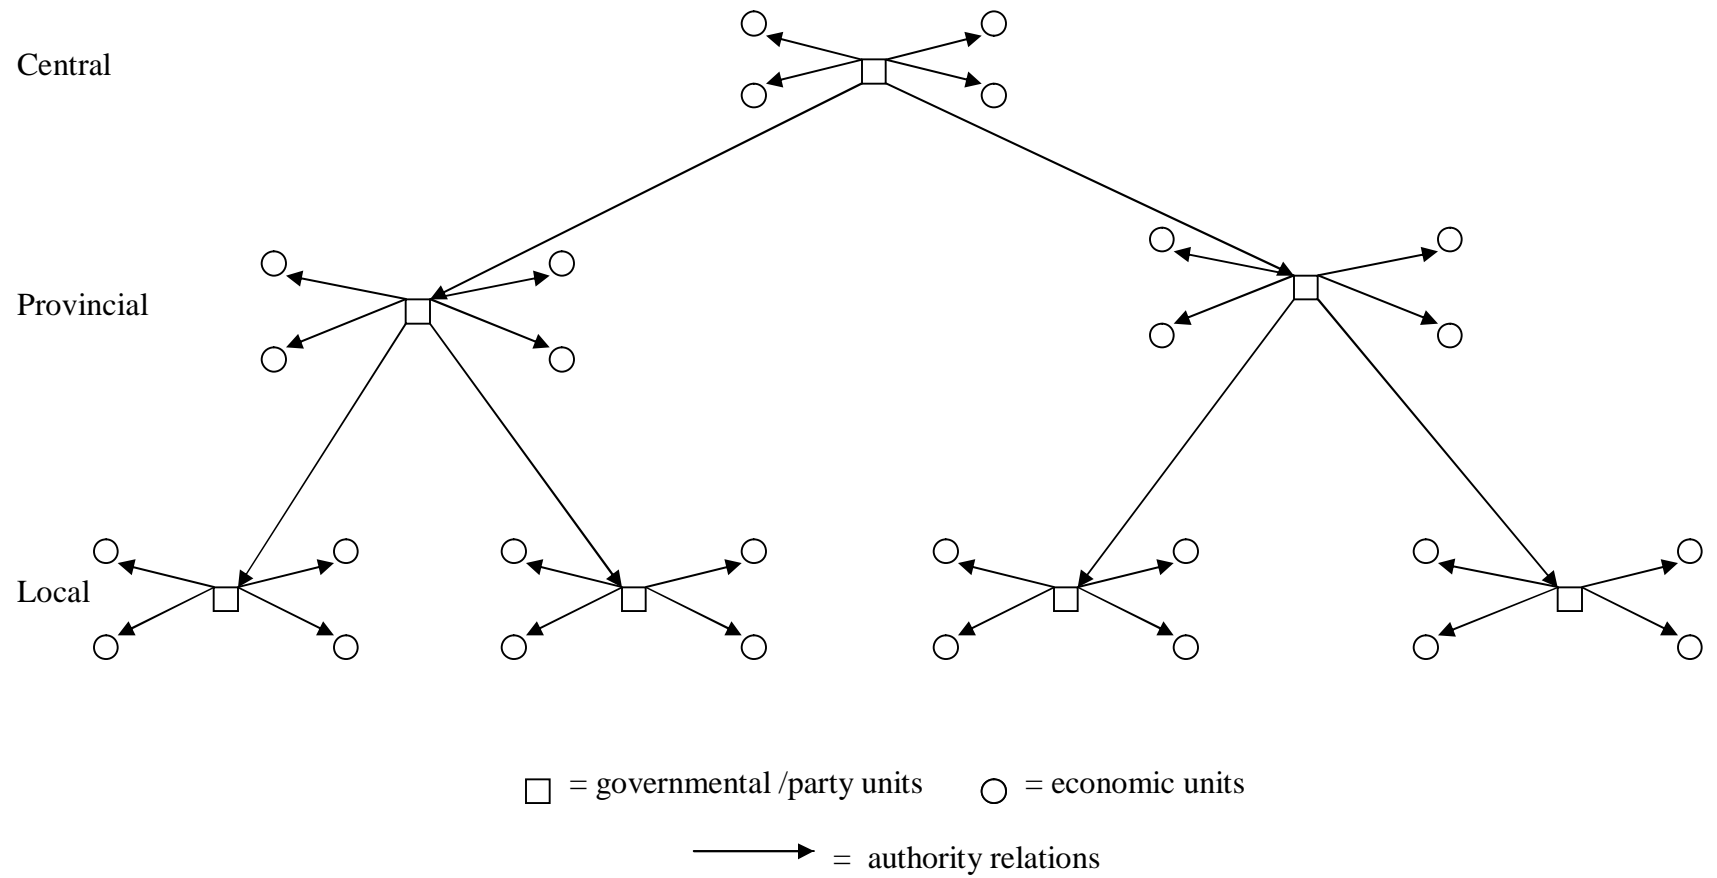 Central
Provincial
Local
= governmental /party units = economic units
= authority relations